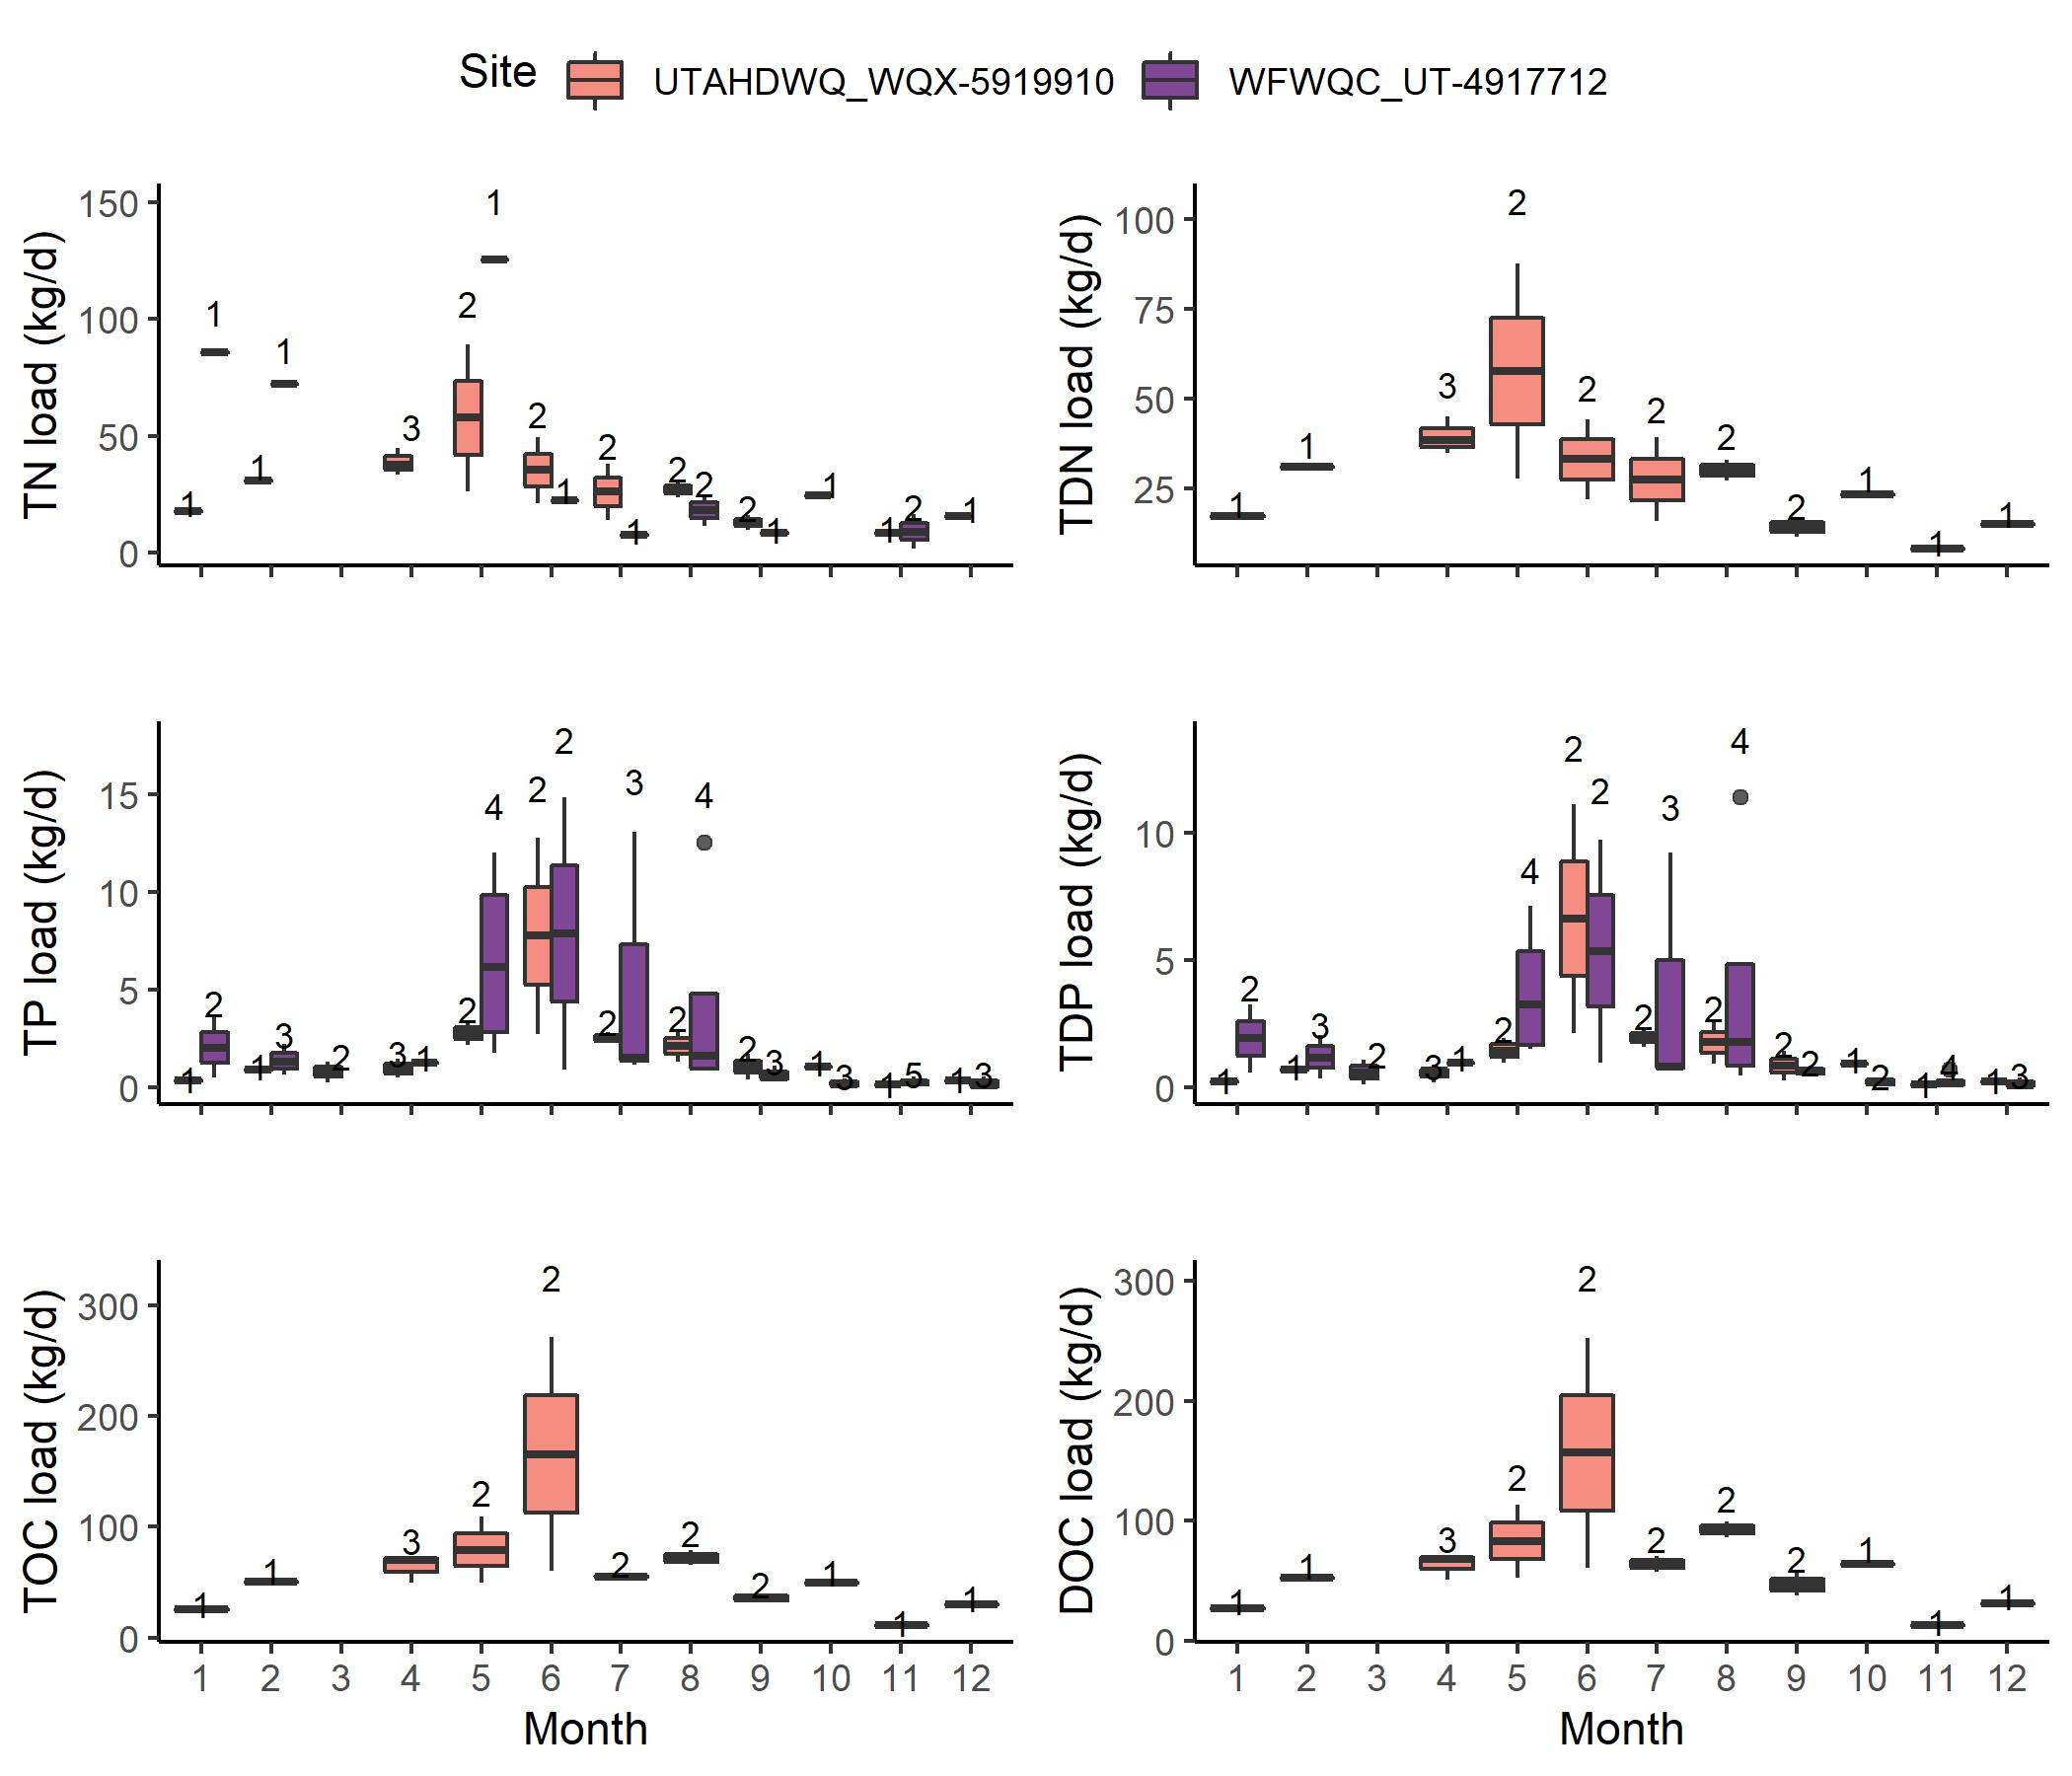 Site UTAHDWQ_WQX-5919910 WFWQC_UT-4917712
TN load (kg/d)
150
100
50
0
1 1 1 1 3 2 1 2 1 2 1 2 2 2 1 1 1 2 1
TDN load (kg/d)
100
75
50
25
1 1 3 2 2 2 2 2 1 1 1
TP load (kg/d)
15
10
5
0
1 2 1 3 2 3 1 2 4 2 2 2 3 2 4 2 3 1 3 1 5 1 3
TDP load (kg/d)
10
5
0
1 2 1 3 2 3 1 2 4 2 2 2 3 2 4 2 2 1 2 1 4 1 3
TOC load (kg/d)
300
200
100
0
1 1 3 2 2 2 2 2 1 1 1
1 2 3 4 5 6 7 8 9 10 11 12
Month
DOC load (kg/d)
300
200
100
0
1 1 3 2 2 2 2 2 1 1 1
1 2 3 4 5 6 7 8 9 10 11 12
Month